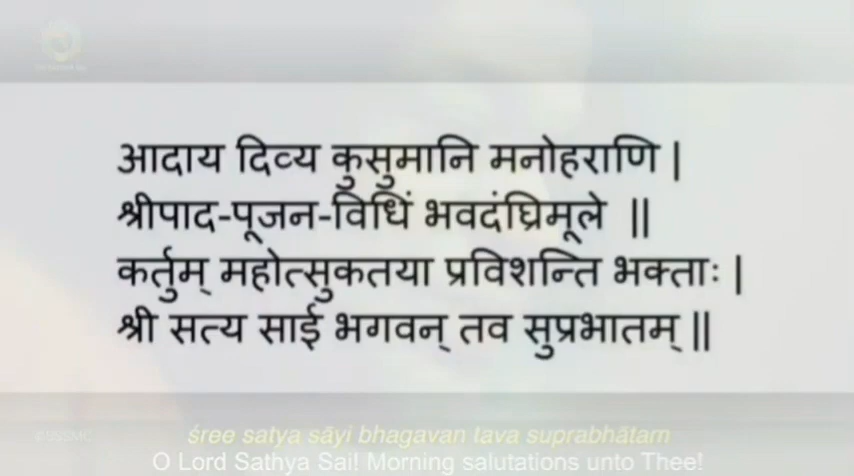 आदाय दिव्य कुसुमानि मनोहराणि |
श्रीपाद-पूजन-विधिं भवदंघ्रिमूले ||
कर्तुम् महोत्सुकतया प्रविशन्ति भक्ताः |
श्री सत्य साई भगवन् तव सुप्रभातम् ||
śree satya sāyi bhagavan tava suprabhātam
O Lord Sathya Sai! Morning salutations unto Thee!